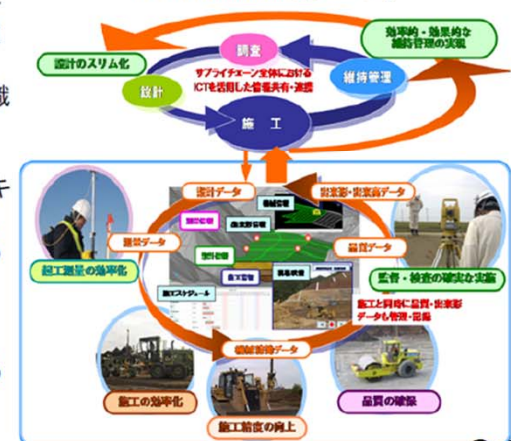 調査
効率的・効果的な
維持管理の実現
設計のスリム化
サプライチェーン全体における
ICTを活用した情報共有・連携
維持管理
設計
施 工
職
キ
設計データ
出来形・出来高データ
測量データ
品質データ
施工測量の効率化
監督・検査の確実な実施
施工と同時に品質・出来形
データも管理・記録
施工スケジュール
機械稼働データ
施工の効率化
施工精度の向上
品質の確保